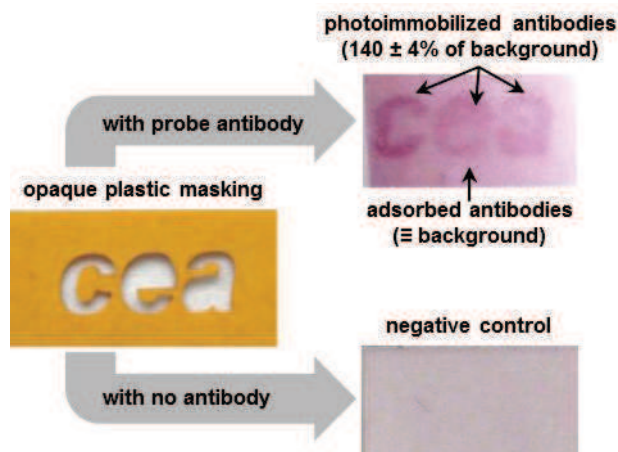 photoimmobilized antibodies
(140 ± 4% of background)
with probe antibody
opaque plastic masking
cea
cea
adsorbed antibodies
(≡ background)
negative control
with no antibody